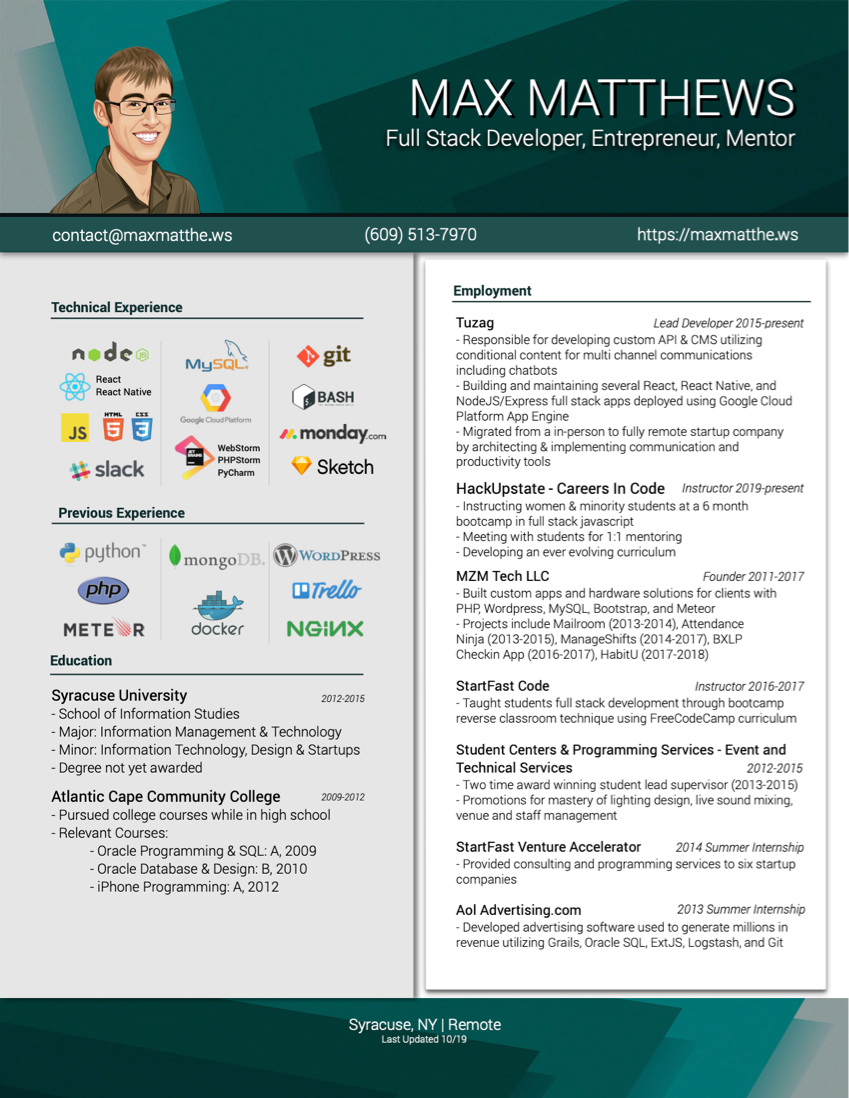 MAX MATTHEWS
Full Stack Developer, Entrepreneur, Mentor
contact@maxmatthe.ws
(609) 513-7970
https://maxmatthe.ws
Technical Experience
node JS
MySQL
git
React
React Native
Google Cloud Platform
BASH
JS
HTML
5
CSS
3
JET BRAINS
WebStorm
PHPStorm
PyCharm
monday.com
slack
Sketch
Previous Experience
python™
mongoDB.
WORDPRESS
php
docker
Trello
METEOR
NGINX
Education
Syracuse University 2012-2015
- School of Information Studies
- Major: Information Management & Technology
- Minor: Information Technology, Design & Startups
- Degree not yet awarded
Atlantic Cape Community College 2009-2012
- Pursued college courses while in high school
- Relevant Courses:
- Oracle Programming & SQL: A, 2009
- Oracle Database & Design: B, 2010
- iPhone Programming: A, 2012
Employment
Tuzag Lead Developer 2015-present
- Responsible for developing custom API & CMS utilizing
conditional content for multi channel communications
including chatbots
- Building and maintaining several React, React Native, and
NodeJS/Express full stack apps deployed using Google Cloud
Platform App Engine
- Migrated from a in-person to fully remote startup company
by architecting & implementing communication and
productivity tools
HackUpstate - Careers In Code Instructor 2019-present
- Instructing women & minority students at a 6 month
bootcamp in full stack javascript
- Meeting with students for 1:1 mentoring
- Developing an ever evolving curriculum
MZM Tech LLC Founder 2011-2017
- Built custom apps and hardware solutions for clients with
PHP, Wordpress, MySQL, Bootstrap, and Meteor
- Projects include Mailroom (2013-2014), Attendance
Ninja (2013-2015), ManageShifts (2014-2017), BXLP
Checkin App (2016-2017), HabitU (2017-2018)
StartFast Code Instructor 2016-2017
- Taught students full stack development through bootcamp
reverse classroom technique using FreeCodeCamp curriculum
Student Centers & Programming Services - Event and
Technical Services 2012-2015
- Two time award winning student lead supervisor (2013-2015)
- Promotions for mastery of lighting design, live sound mixing,
venue and staff management
StartFast Venture Accelerator 2014 Summer Internship
- Provided consulting and programming services to six startup
companies
Aol Advertising.com 2013 Summer Internship
- Developed advertising software used to generate millions in
revenue utilizing Grails, Oracle SQL, ExtJS, Logstash, and Git
Syracuse, NY | Remote
Last Updated 10/19